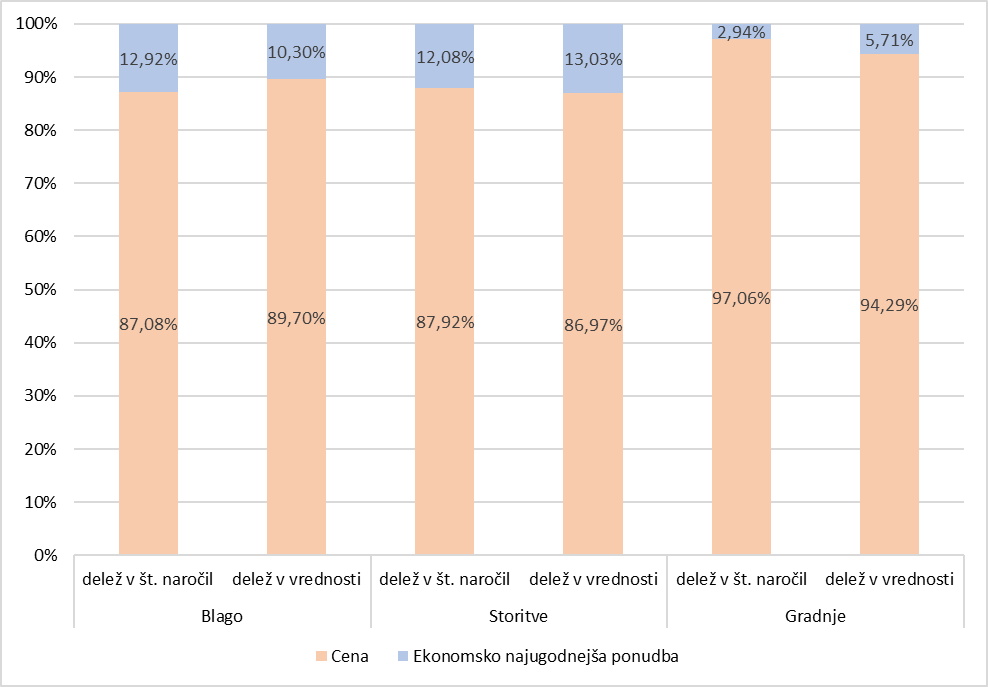 100%
90%
80%
70%
60%
50%
40%
30%
20%
10%
0%
12,92%
10,30%
12,08%
13,03%
2,94%
5,71%
87,08%
89,70%
87,92%
86,97%
97,06%
94,29%
delež v št. naročil
delež v vrednosti
delež v št. naročil
delež v vrednosti
delež v št. naročil
delež v vrednosti
Blago
Storitve
Gradnje
Cena
Ekonomsko najugodnejša ponudba